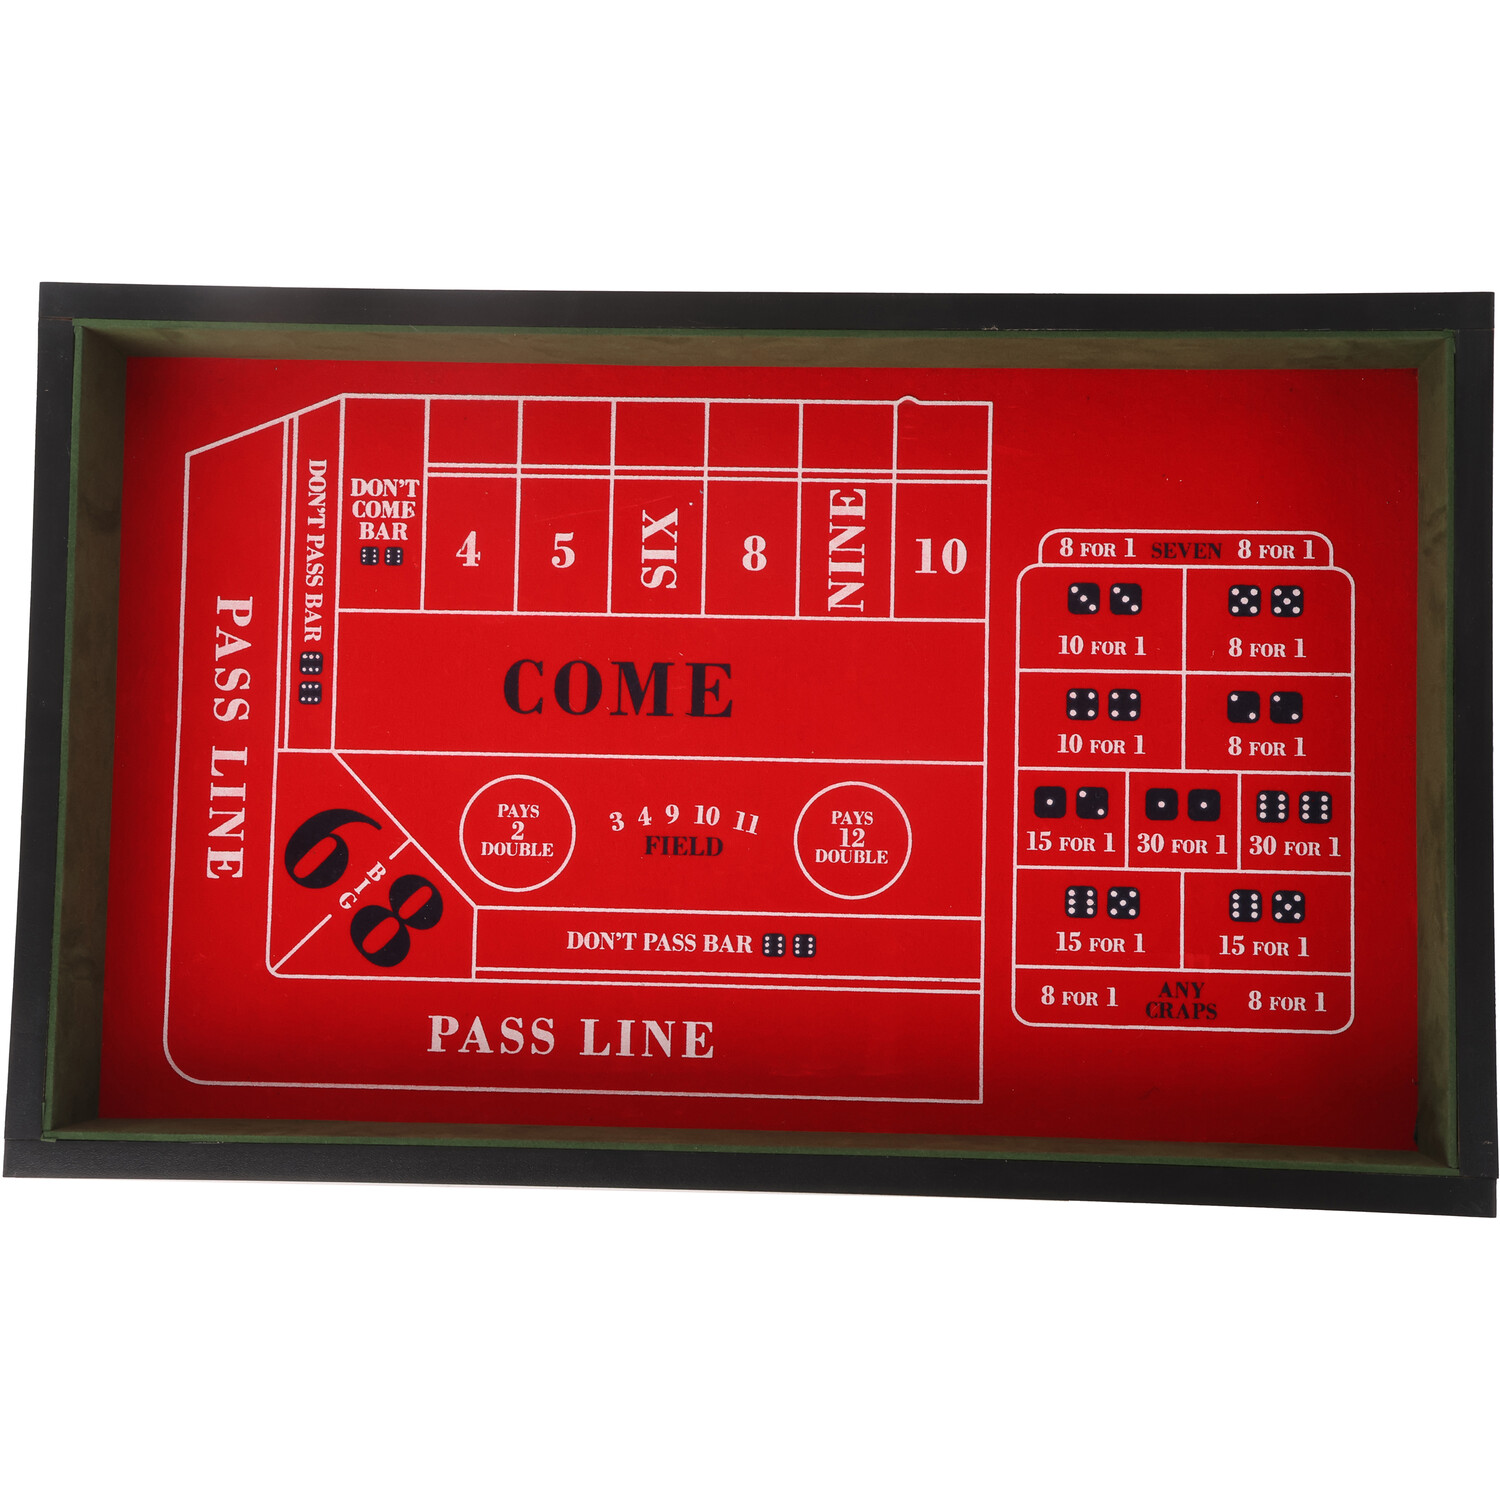 PASS LINE
DON'T PASS BAR
DON'T
COME
BAR
4
5
SIX
8
NINE
10
COME
6
BIG
8
PAYS
2
DOUBLE
3 4 9 10 11
FIELD
PAYS
12
DOUBLE
DON'T PASS BAR
PASS LINE
8 FOR 1 SEVEN 8 FOR 1
10 FOR 1
8 FOR 1
10 FOR 1
8 FOR 1
15 FOR 1
30 FOR 1
30 FOR 1
15 FOR 1
15 FOR 1
8 FOR 1
ANY
CRAPS
8 FOR 1